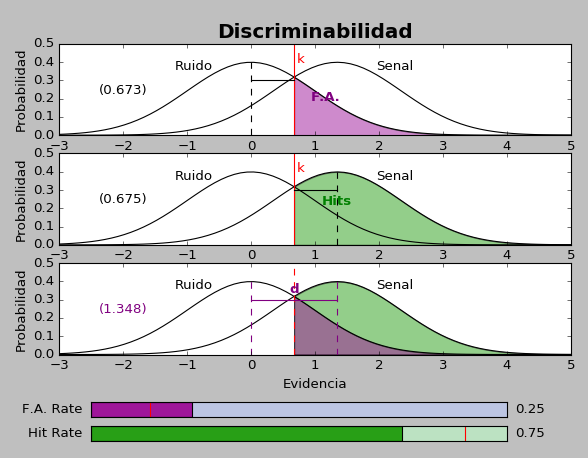 Discriminabilidad
Probabilidad
0.5
0.4
0.3
0.2
0.1
0.0
Ruido
k
Senal
(0.673)
F.A.
−3 −2 −1 0 1 2 3 4 5
Probabilidad
0.5
0.4
0.3
0.2
0.1
0.0
Ruido
k
Senal
(0.675)
Hits
−3 −2 −1 0 1 2 3 4 5
Probabilidad
0.5
0.4
0.3
0.2
0.1
0.0
Ruido
d
Senal
(1.348)
−3 −2 −1 0 1 2 3 4 5
Evidencia
F.A. Rate 0.25
Hit Rate 0.75